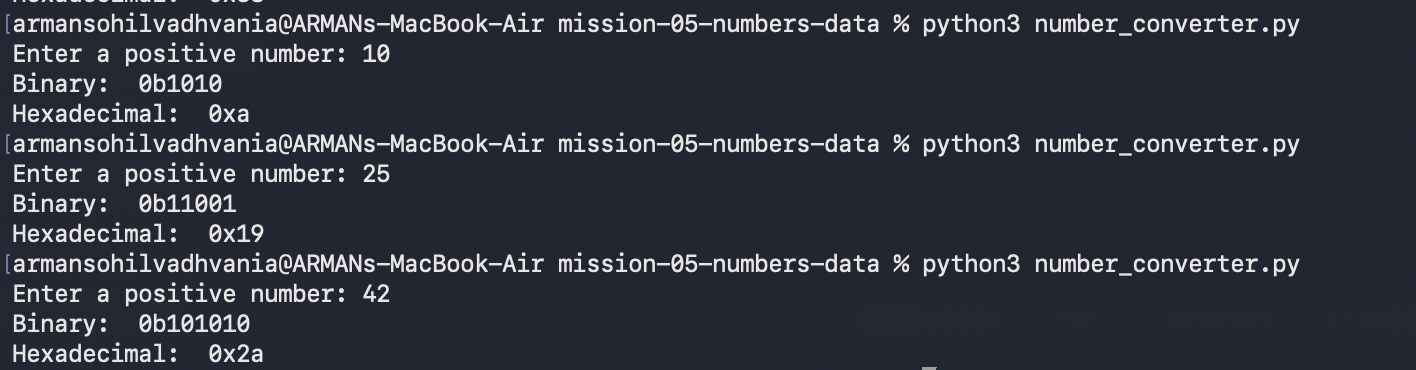 [armansohilvadhvania@ARMANs-MacBook-Air mission-05-numbers-data % python3 number_converter.py
Enter a positive number: 10
Binary:  0b1010
Hexadecimal:  0xa
[armansohilvadhvania@ARMANs-MacBook-Air mission-05-numbers-data % python3 number_converter.py
Enter a positive number: 25
Binary:  0b11001
Hexadecimal:  0x19
[armansohilvadhvania@ARMANs-MacBook-Air mission-05-numbers-data % python3 number_converter.py
Enter a positive number: 42
Binary:  0b101010
Hexadecimal:  0x2a